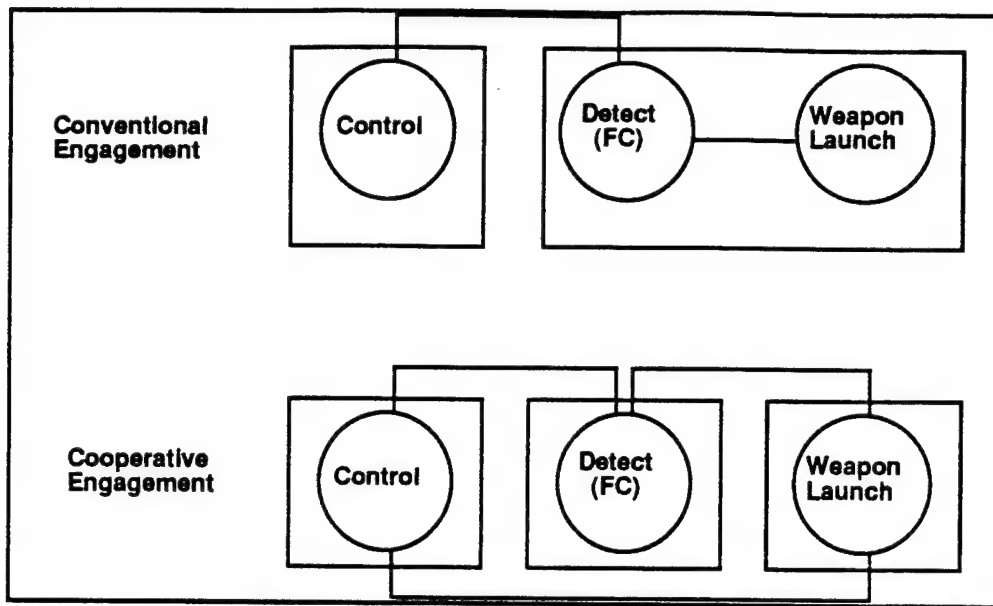 Conventional
Engagement
Control
Detect
(FC)
Weapon
Launch
Cooperative
Engagement
Control
Detect
(FC)
Weapon
Launch